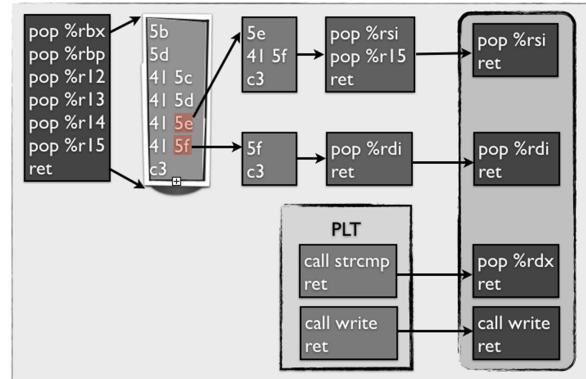 pop %rbx
pop %rbp
pop %r12
pop %r13
pop %r14
pop %r15
ret
5b
5d
41 5c
41 5d
41 5e
41 5f
c3
5e
41 5f
c3
pop %rsi
pop %r15
ret
pop %rsi
ret
5f
c3
pop %rdi
ret
pop %rdi
ret
PLT
call strcmp
ret
pop %rdx
ret
call write
ret
call write
ret